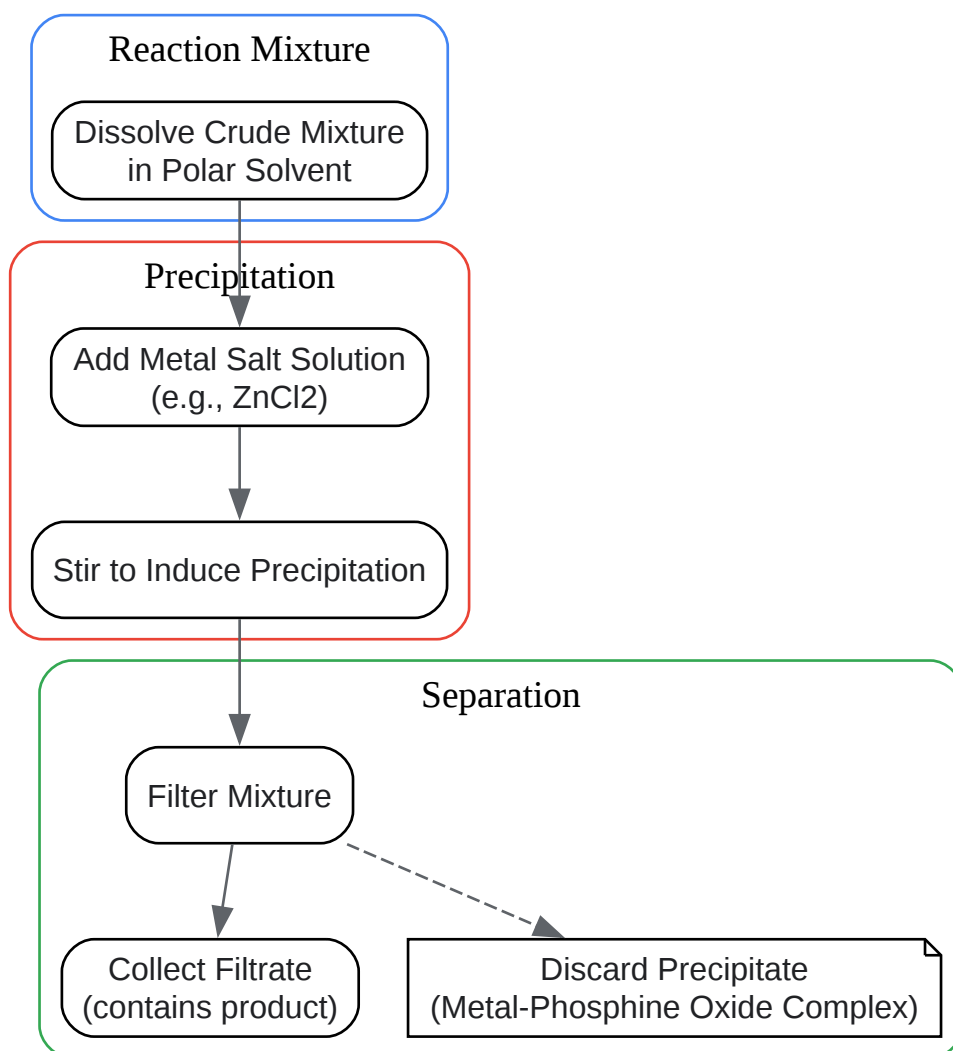 Reaction Mixture
Dissolve Crude Mixture
in Polar Solvent
Precipitation
Add Metal Salt Solution
(e.g., ZnCl2)
Stir to Induce Precipitation
Separation
Filter Mixture
Collect Filtrate
(contains product)
Discard Precipitate
(Metal-Phosphine Oxide Complex)